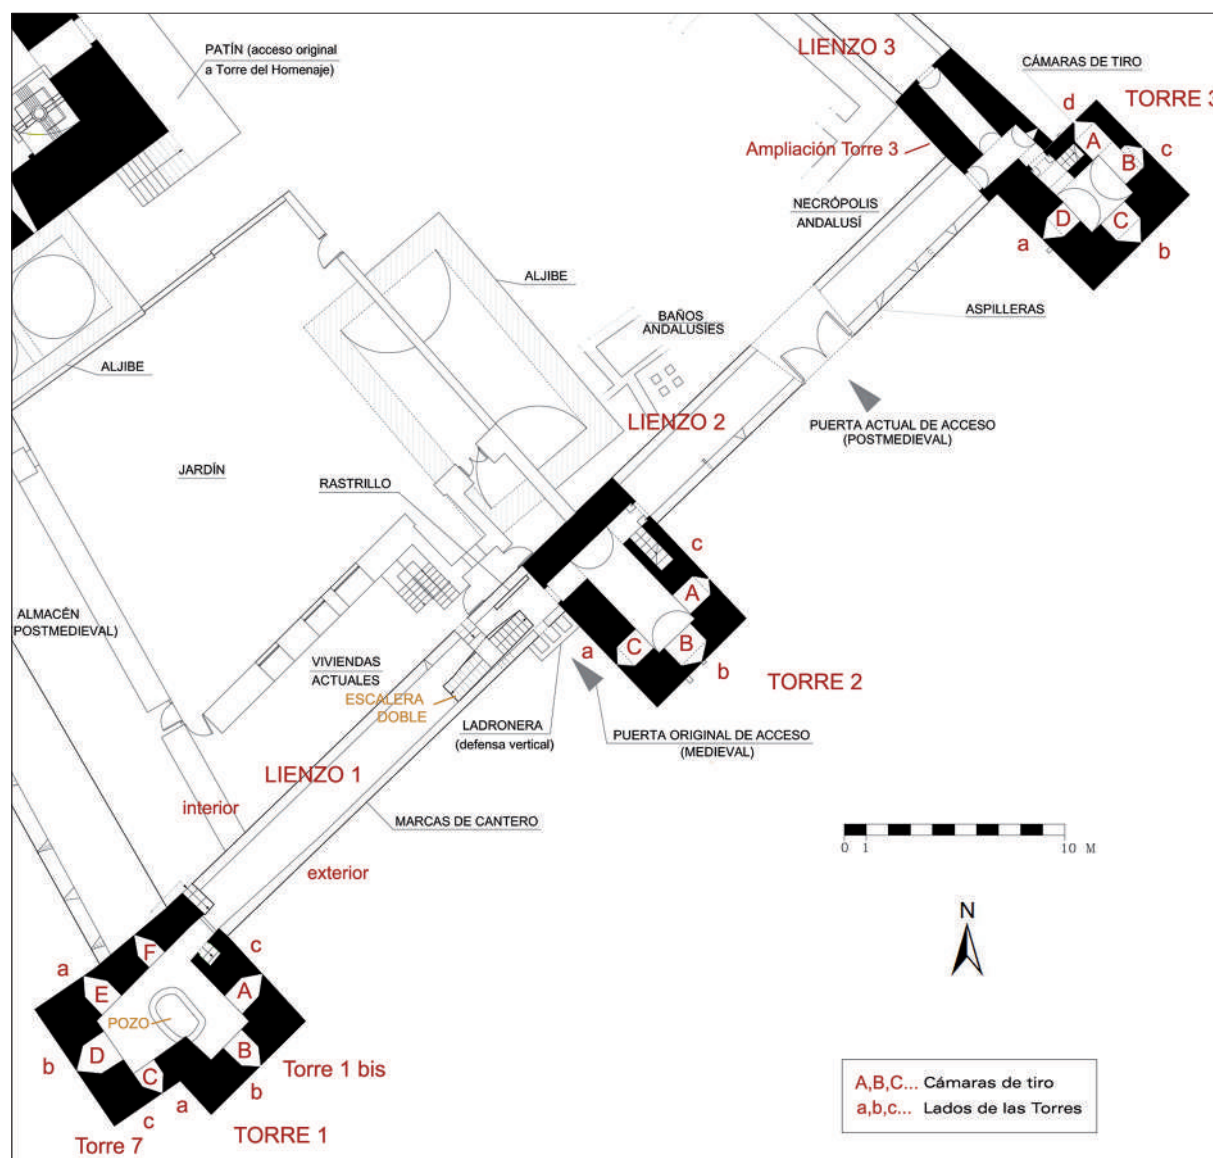 LIENZO 3
PATÍN (acceso original
a Torre del Homenaje)
CÁMARAS DE TIRO
TORRE 3
d
A
B
c
Ampliación Torre 3
NECRÓPOLIS
ANDALUSÍ
D
C
a
b
ALJIBE
ASPILLERAS
BAÑOS
ANDALUSÍES
ALJIBE
LIENZO 2
PUERTA ACTUAL DE ACCESO
(POSTMEDIEVAL)
JARDÍN
RASTRILLO
c
A
ALMACÉN
POSTMEDIEVAL)
C
B
a
b
VIVIENDAS
ACTUALES
TORRE 2
ESCALERA
DOBLE
LADRONERA
(defensa vertical)
PUERTA ORIGINAL DE ACCESO
(MEDIEVAL)
LIENZO 1
interior
MARCAS DE CANTERO
0 1 10 M
exterior
N
F
c
a
E
A
POZO
D
B
b
C
Torre 1 bis
a
b
c
Torre 7
TORRE 1
A,B,C... Cámaras de tiro
a,b,c... Lados de las Torres